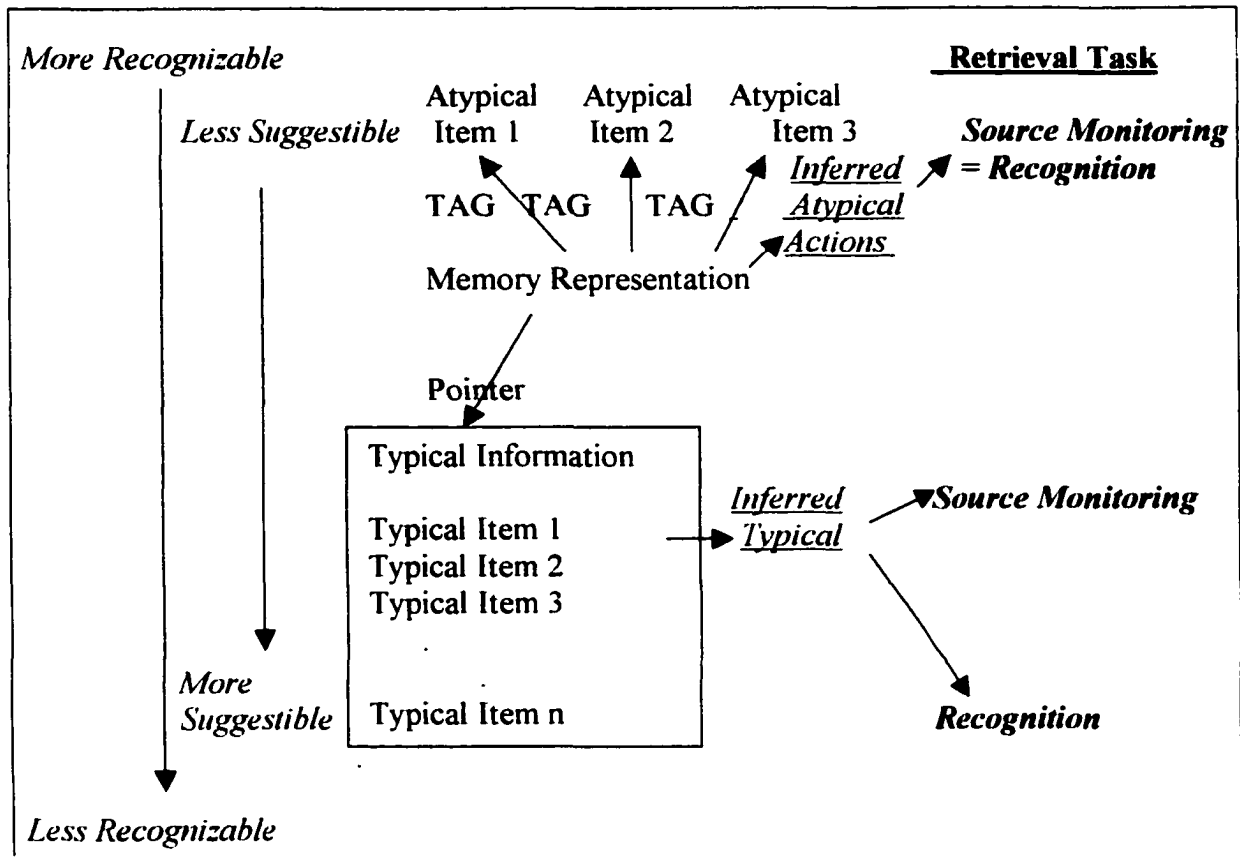 More Recognizable
Retrieval Task
Atypical Atypical Atypical
Less Suggestible Item 1 Item 2 Item 3 Source Monitoring
Inferred = Recognition
TAG TAG TAG Atypical
Actions
Memory Representation
Pointer
Typical Information
Inferred Source Monitoring
Typical Item 1 Typical
Typical Item 2
Typical Item 3
.
More .
Suggestible Typical Item n Recognition
Less Recognizable